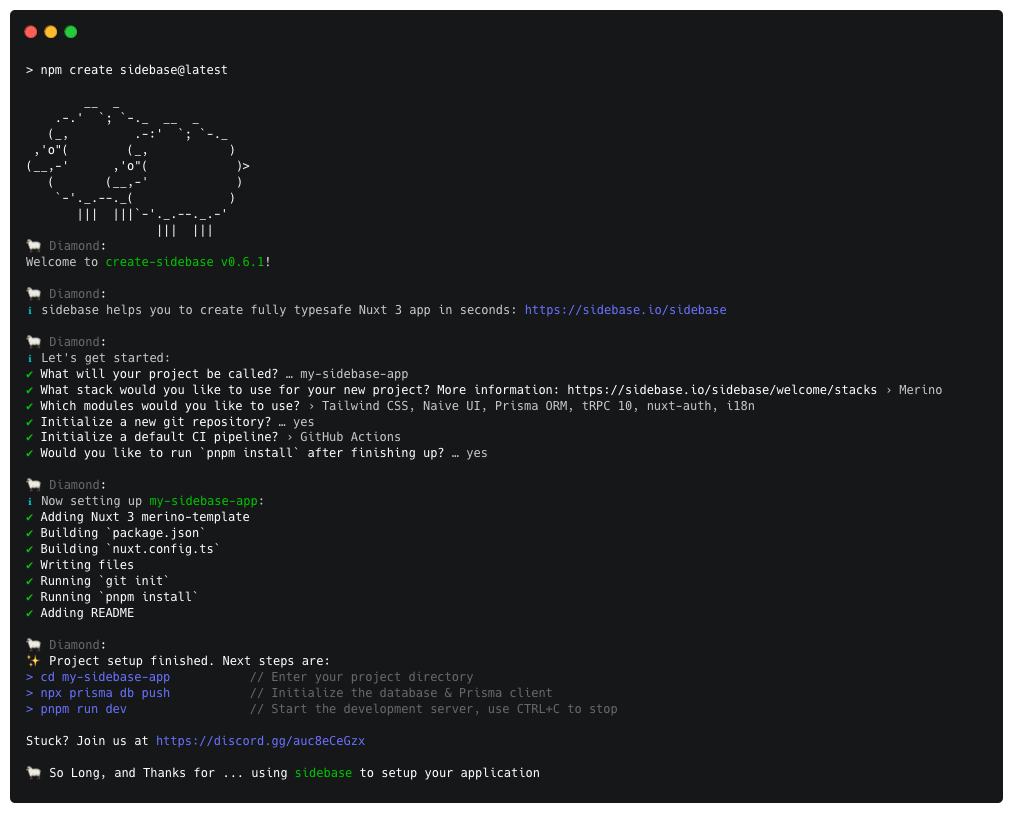 > npm create sidebase@latest
        __  _
    .-.'  `; `-._  __  _
   (_,         .-:'  `; `-._
 ,'o"(        (_,           )
(__,-'      ,'o"(            )>
   (       (__,-'            )
    `-'._.--._(             )
       |||  |||`-'._.--._.-'
                  |||  |||
🐑 Diamond:
Welcome to create-sidebase v0.6.1!
🐑 Diamond:
ℹ sidebase helps you to create fully typesafe Nuxt 3 app in seconds: https://sidebase.io/sidebase
🐑 Diamond:
ℹ Let's get started:
✔ What will your project be called? … my-sidebase-app
✔ What stack would you like to use for your new project? More information: https://sidebase.io/sidebase/welcome/stacks › Merino
✔ Which modules would you like to use? › Tailwind CSS, Naive UI, Prisma ORM, tRPC 10, nuxt-auth, i18n
✔ Initialize a new git repository? … yes
✔ Initialize a default CI pipeline? › GitHub Actions
✔ Would you like to run `pnpm install` after finishing up? … yes
🐑 Diamond:
ℹ Now setting up my-sidebase-app:
✔ Adding Nuxt 3 merino-template
✔ Building `package.json`
✔ Building `nuxt.config.ts`
✔ Writing files
✔ Running `git init`
✔ Running `pnpm install`
✔ Adding README
🐑 Diamond:
✨ Project setup finished. Next steps are:
> cd my-sidebase-app // Enter your project directory
> npx prisma db push // Initialize the database & Prisma client
> pnpm run dev // Start the development server, use CTRL+C to stop
Stuck? Join us at https://discord.gg/auc8eCeGzx
🐑 So Long, and Thanks for ... using sidebase to setup your application